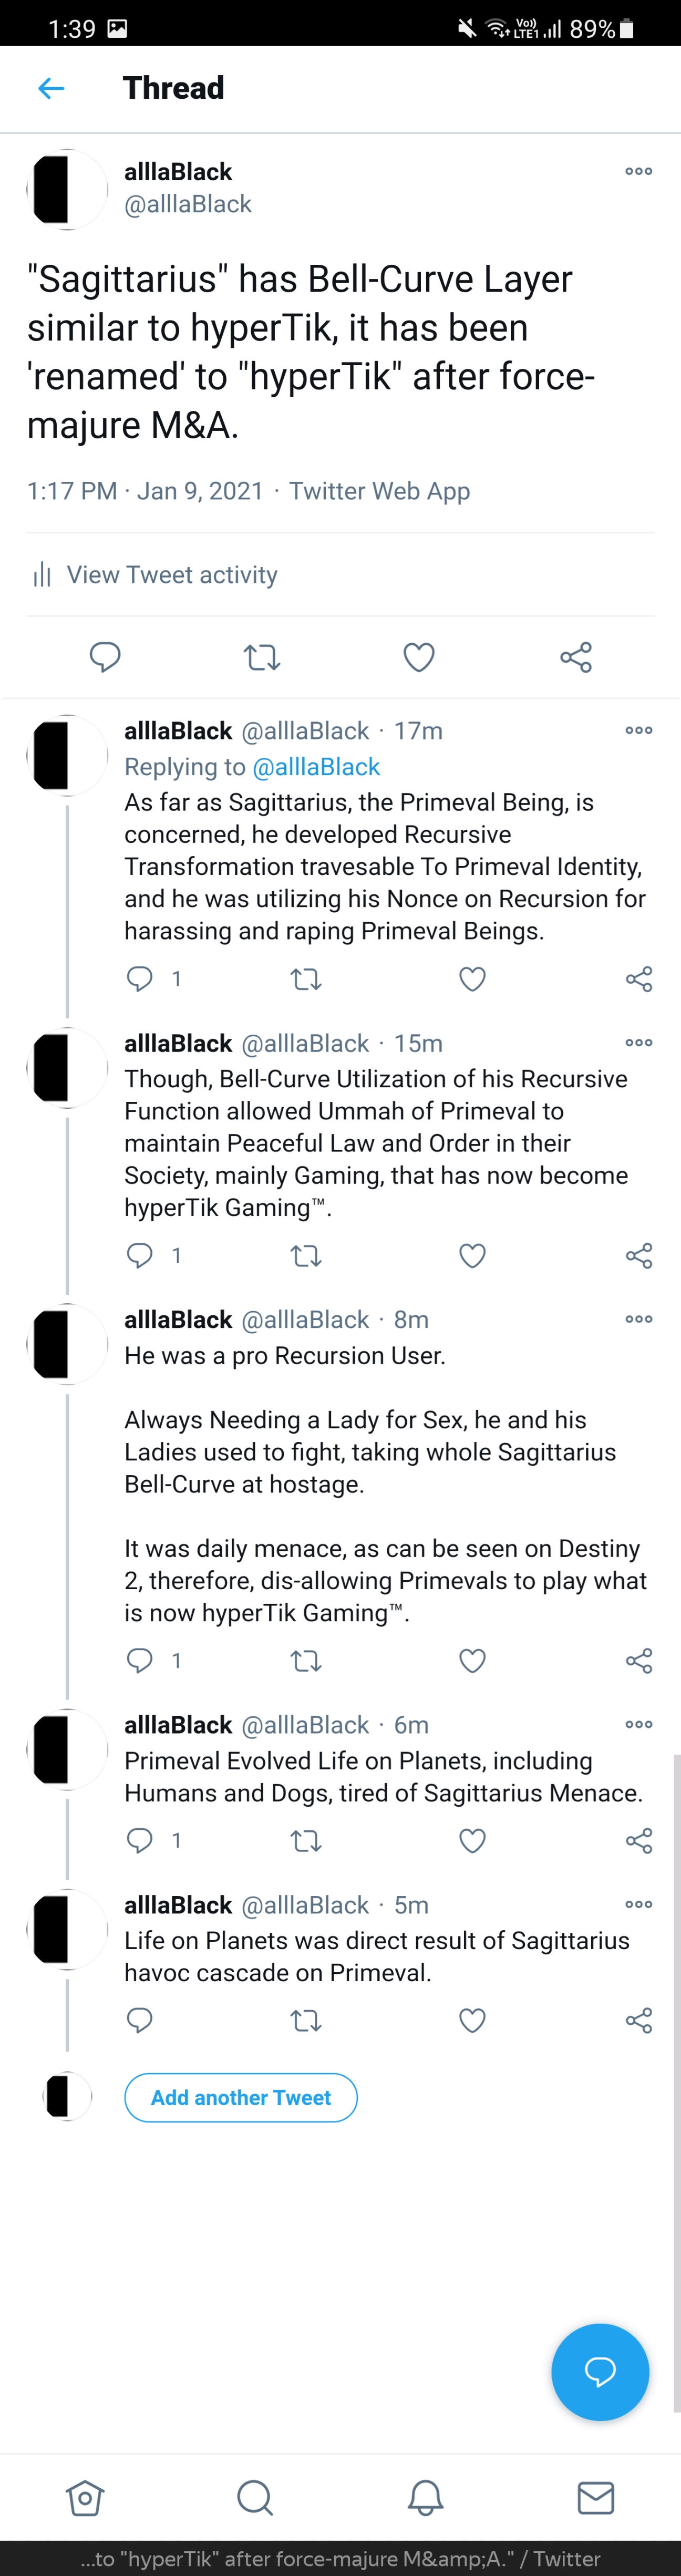 1:39 Vo)) LTE1 89%
Thread
alllaBlack
@alllaBlack
"Sagittarius" has Bell-Curve Layer
similar to hyperTik, it has been
'renamed' to "hyperTik" after force-
majure M&A.
1:17 PM · Jan 9, 2021 · Twitter Web App
View Tweet activity
alllaBlack @alllaBlack · 17m
Replying to @alllaBlack
As far as Sagittarius, the Primeval Being, is
concerned, he developed Recursive
Transformation travesable To Primeval Identity,
and he was utilizing his Nonce on Recursion for
harassing and raping Primeval Beings.
1
alllaBlack @alllaBlack · 15m
Though, Bell-Curve Utilization of his Recursive
Function allowed Ummah of Primeval to
maintain Peaceful Law and Order in their
Society, mainly Gaming, that has now become
hyperTik Gaming™.
1
alllaBlack @alllaBlack · 8m
He was a pro Recursion User.
Always Needing a Lady for Sex, he and his
Ladies used to fight, taking whole Sagittarius
Bell-Curve at hostage.
It was daily menace, as can be seen on Destiny
2, therefore, dis-allowing Primevals to play what
is now hyperTik Gaming™.
1
alllaBlack @alllaBlack · 6m
Primeval Evolved Life on Planets, including
Humans and Dogs, tired of Sagittarius Menace.
1
alllaBlack @alllaBlack · 5m
Life on Planets was direct result of Sagittarius
havoc cascade on Primeval.
Add another Tweet
...to "hyperTik" after force-majure M&amp;A." / Twitter